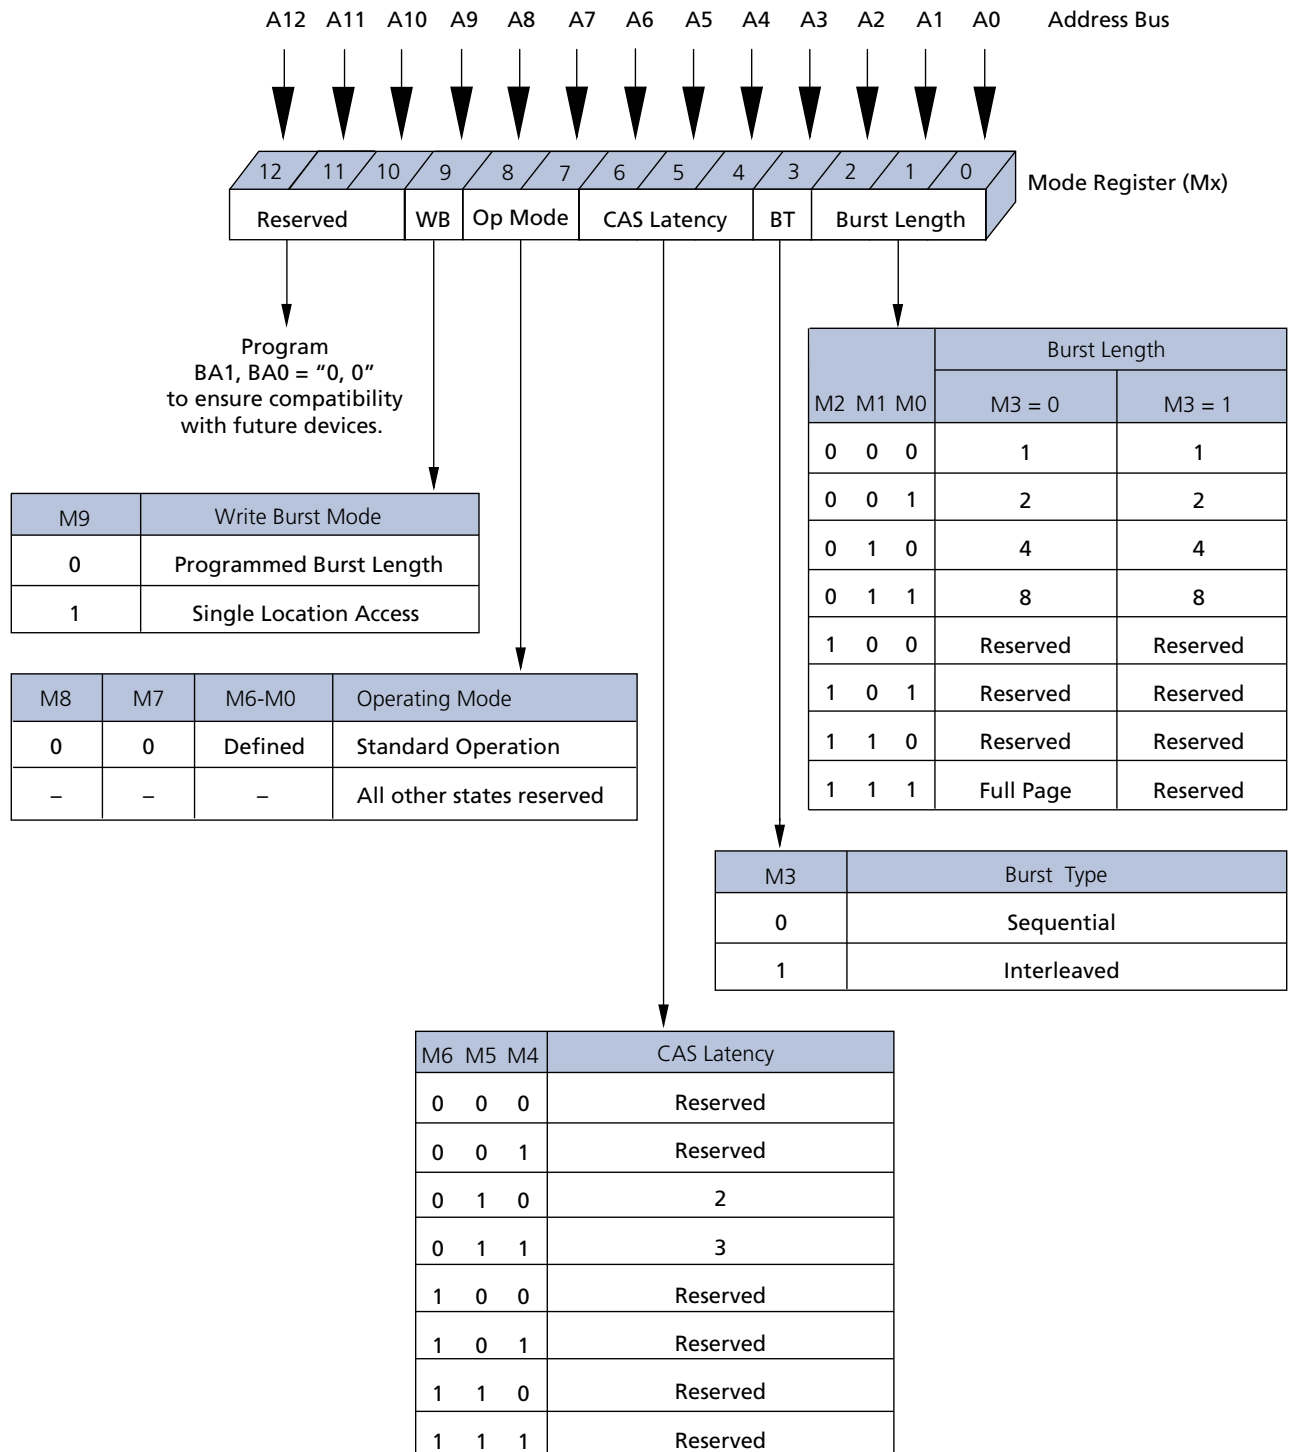 A12 A11 A10 A9 A8 A7 A6 A5 A4 A3 A2 A1 A0 Address Bus
12 11 10 9 8 7 6 5 4 3 2 1 0
Mode Register (Mx)
Reserved WB Op Mode CAS Latency BT Burst Length
Program
BA1, BA0 = “0, 0”
to ensure compatibility
with future devices.
Burst Length
M2 M1 M0 M3 = 0 M3 = 1
0 0 0 1 1
0 0 1 2 2
0 1 0 4 4
0 1 1 8 8
1 0 0 Reserved Reserved
1 0 1 Reserved Reserved
1 1 0 Reserved Reserved
1 1 1 Full Page Reserved
M9 Write Burst Mode
0 Programmed Burst Length
1 Single Location Access
M8 M7 M6-M0 Operating Mode
0 0 Defined Standard Operation
– – – All other states reserved
M3 Burst Type
0 Sequential
1 Interleaved
M6 M5 M4 CAS Latency
0 0 0 Reserved
0 0 1 Reserved
0 1 0 2
0 1 1 3
1 0 0 Reserved
1 0 1 Reserved
1 1 0 Reserved
1 1 1 Reserved